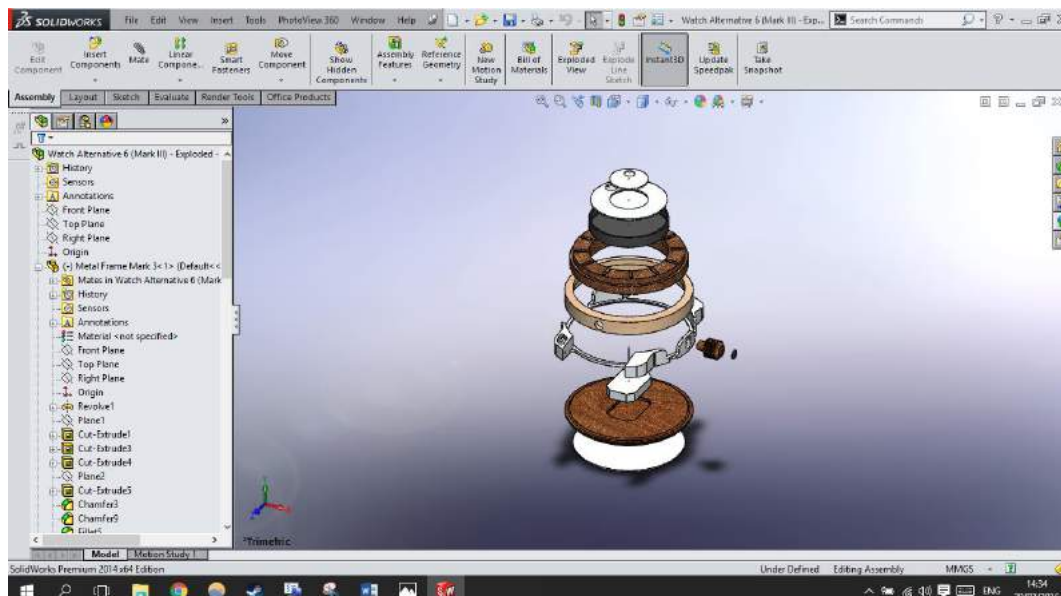 SOLIDWORKS File Edit View Insert Tools PhotoView 360 Window Help Watch Alternative 6 (Mark III) - Exp... Search Commands
Edit Component
Insert Components
Mate
Linear Compone...
Smart Fasteners
Move Component
Show Hidden Components
Assembly Features
Reference Geometry
New Motion Study
Bill of Materials
Exploded View
Explode Line Sketch
Instant3D
Update Speedpak
Take Snapshot
Assembly Layout Sketch Evaluate Render Tools Office Products
Watch Alternative 6 (Mark III) - Exploded -
History
Sensors
Annotations
Front Plane
Top Plane
Right Plane
Origin
(-) Metal Frame Mark 3<1> (Default<<
Mates in Watch Alternative 6 (Mark
History
Sensors
Annotations
Material <not specified>
Front Plane
Top Plane
Right Plane
Origin
Revolve1
Plane1
Cut-Extrude1
Cut-Extrude3
Cut-Extrude4
Plane2
Cut-Extrude5
Chamfer3
Chamfer9
Fillet5
*Trimetric
Model Motion Study 1
SolidWorks Premium 2014 x64 Edition Under Defined Editing Assembly MMGS
ENG 14:34